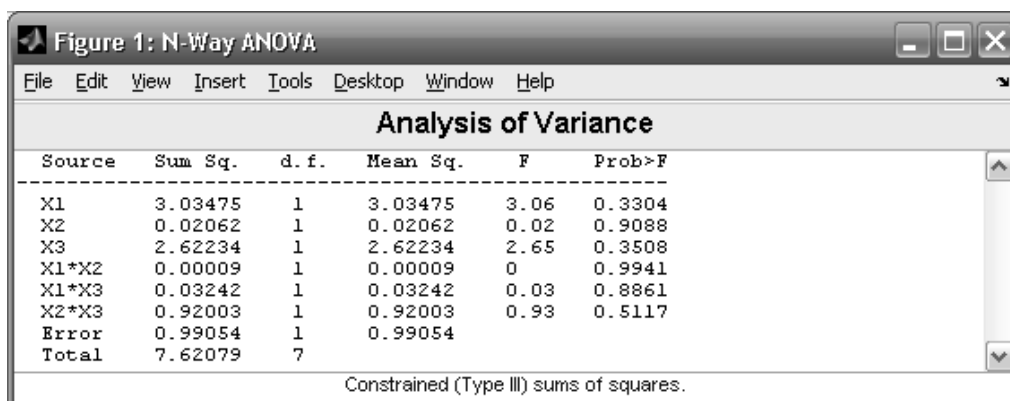 Figure 1: N-Way ANOVA
File Edit View Insert Tools Desktop Window Help
Analysis of Variance
Source Sum Sq. d.f. Mean Sq. F Prob>F
X1 3.03475 1 3.03475 3.06 0.3304
X2 0.02062 1 0.02062 0.02 0.9088
X3 2.62234 1 2.62234 2.65 0.3508
X1*X2 0.00009 1 0.00009 0 0.9941
X1*X3 0.03242 1 0.03242 0.03 0.8861
X2*X3 0.92003 1 0.92003 0.93 0.5117
Error 0.99054 1 0.99054
Total 7.62079 7
Constrained (Type III) sums of squares.